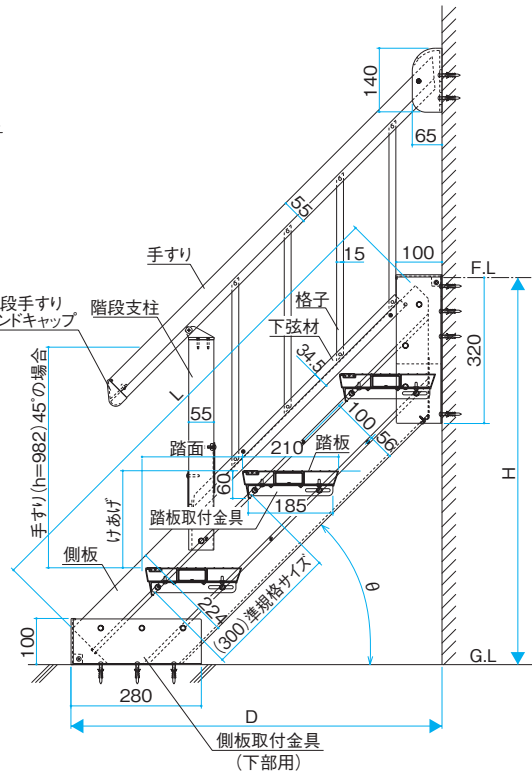 140
65
55
手すり
15
100
F.L
段手すり
ンドキャップ
階段支柱
格子
下弦材
320
34.5
L
55
100
56
手すり(h=982)45°の場合
踏面
210
踏板
H
けあげ
60
185
踏板取付金具
側板
224
(300)準規格サイズ
θ
100
G.L
280
D
側板取付金具
(下部用)